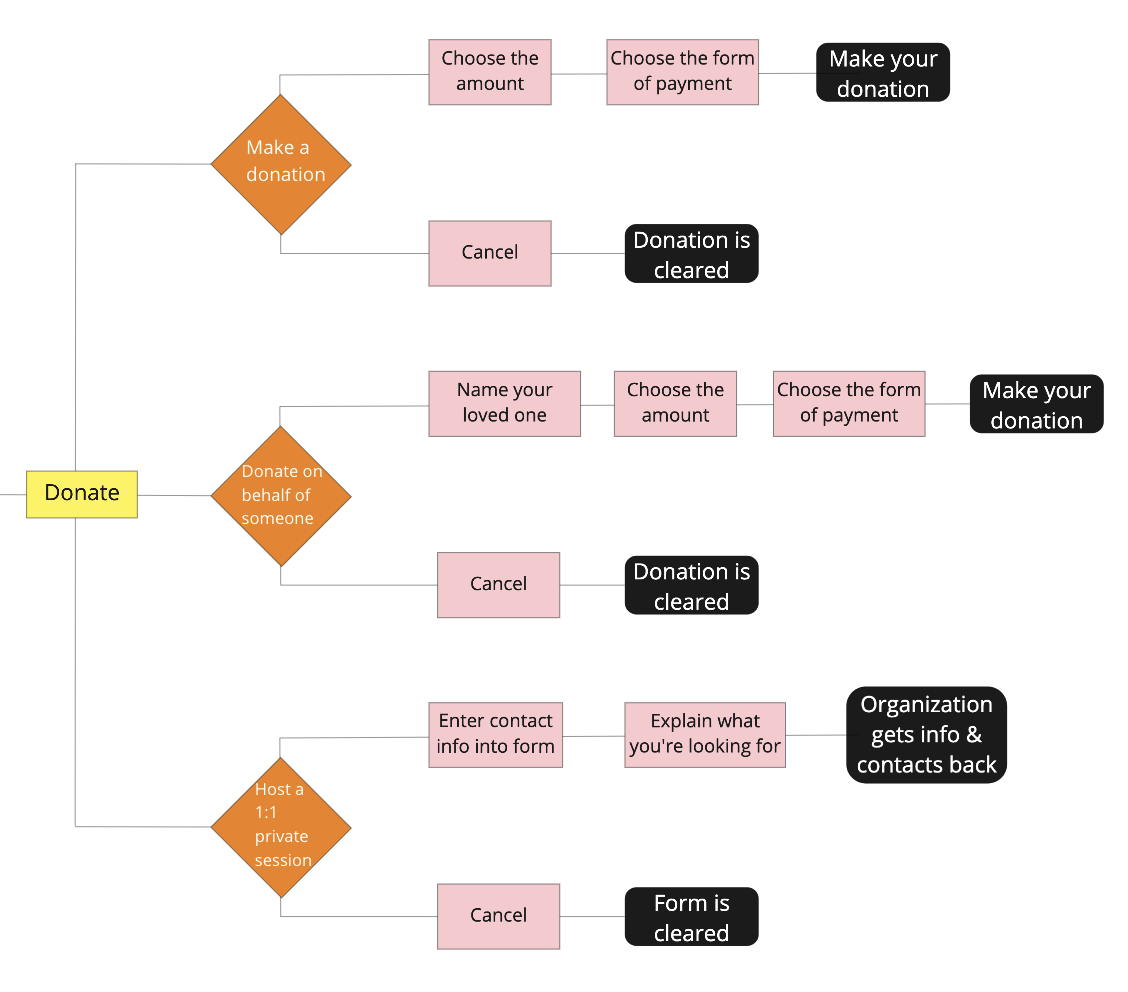 Choose the
amount
Choose the form
of payment
Make your
donation
Make a
donation
Cancel
Donation is
cleared
Name your
loved one
Choose the
amount
Choose the form
of payment
Make your
donation
Donate
Donate on
behalf of
someone
Cancel
Donation is
cleared
Enter contact
info into form
Explain what
you're looking for
Organization
gets info &
contacts back
Host a
1:1
private
session
Cancel
Form is
cleared